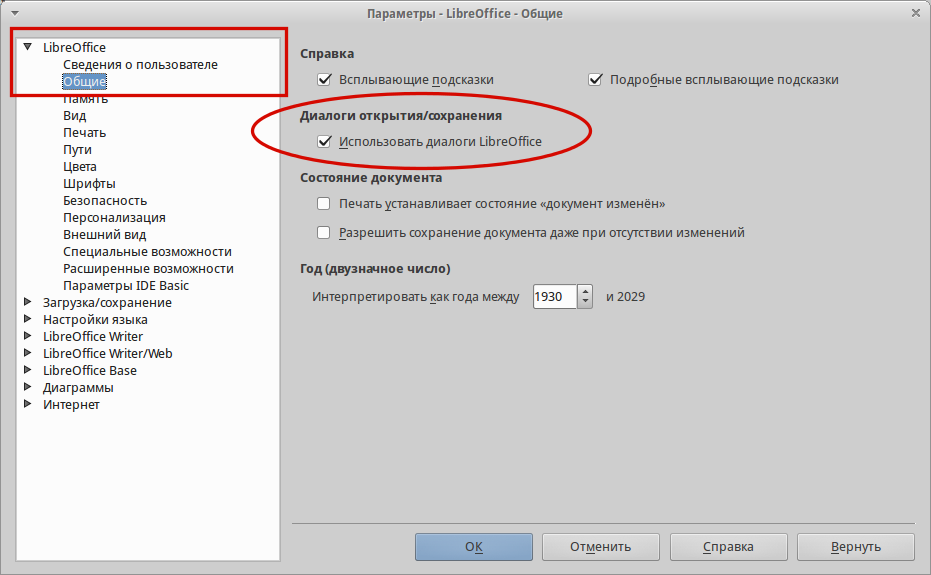 Параметры - LibreOffice - Общие
LibreOffice
Сведения о пользователе
Общие
Память
Вид
Печать
Пути
Цвета
Шрифты
Безопасность
Персонализация
Внешний вид
Специальные возможности
Расширенные возможности
Параметры IDE Basic
Загрузка/сохранение
Настройки языка
LibreOffice Writer
LibreOffice Writer/Web
LibreOffice Base
Диаграммы
Интернет
Справка
Всплывающие подсказки
Подробные всплывающие подсказки
Диалоги открытия/сохранения
Использовать диалоги LibreOffice
Состояние документа
Печать устанавливает состояние «документ изменён»
Разрешить сохранение документа даже при отсутствии изменений
Год (двузначное число)
Интерпретировать как года между 1930 и 2029
OK Отменить Справка Вернуть